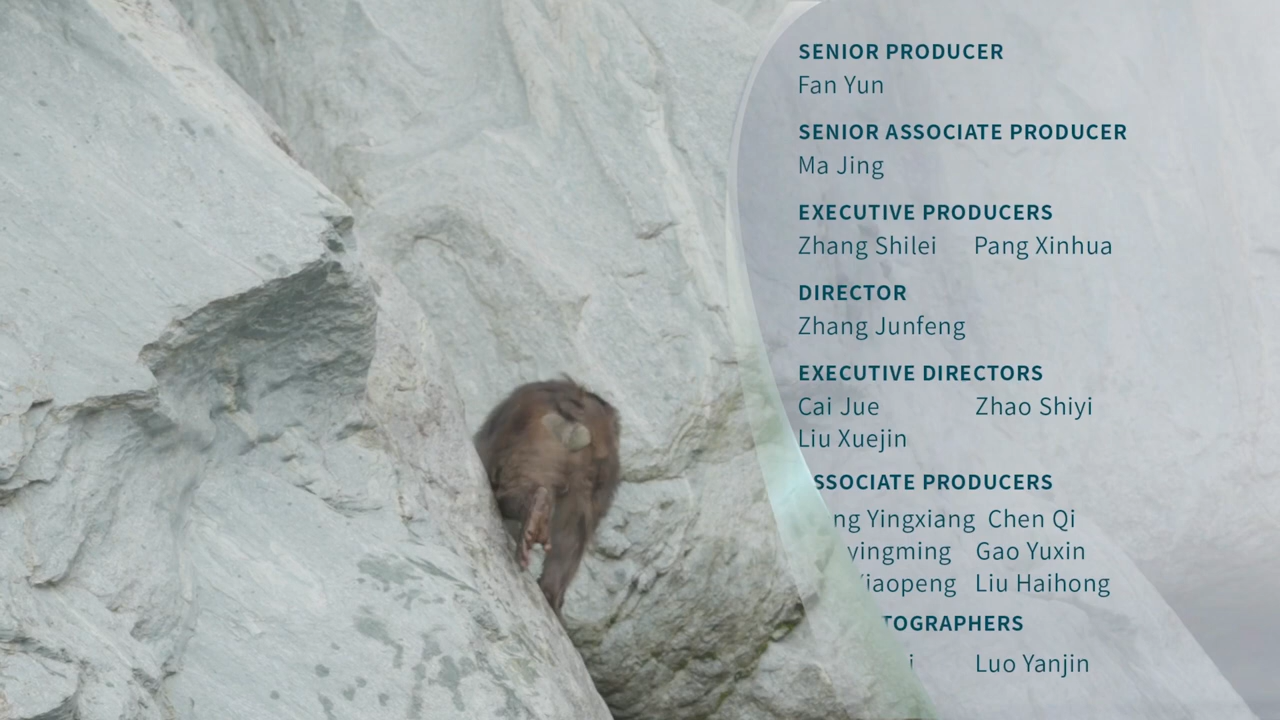 SENIOR PRODUCER
Fan Yun
SENIOR ASSOCIATE PRODUCER
Ma Jing
EXECUTIVE PRODUCERS
Zhang Shilei Pang Xinhua
DIRECTOR
Zhang Junfeng
EXECUTIVE DIRECTORS
Cai Jue Zhao Shiyi
Liu Xuejin
SSOCIATE PRODUCERS
Yingxiang Chen Qi
Gao Yuxin
Liu Haihong
TOGRAPHERS
Luo Yanjin